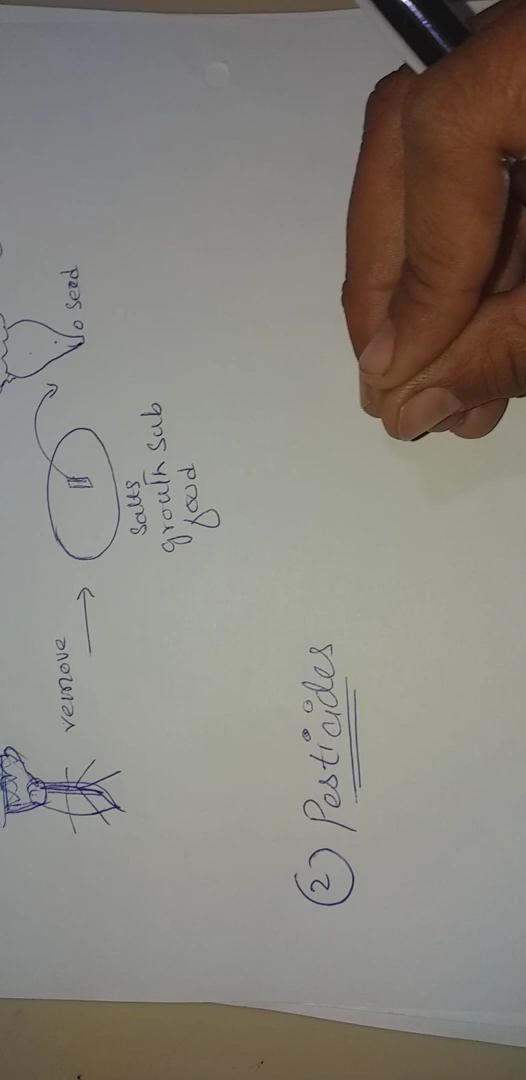 remove
salts
growth sub
food
o seed
(2) Pesticides